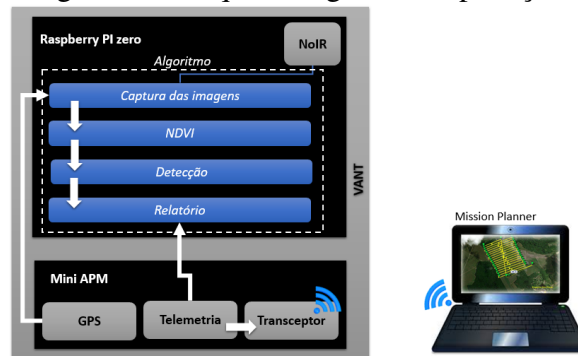 Raspberry PI zero
NoIR
Algoritmo
Captura das imagens
NDVI
Detecção
Relatório
VANT
Mini APM
GPS
Telemetria
Transceptor
Mission Planner